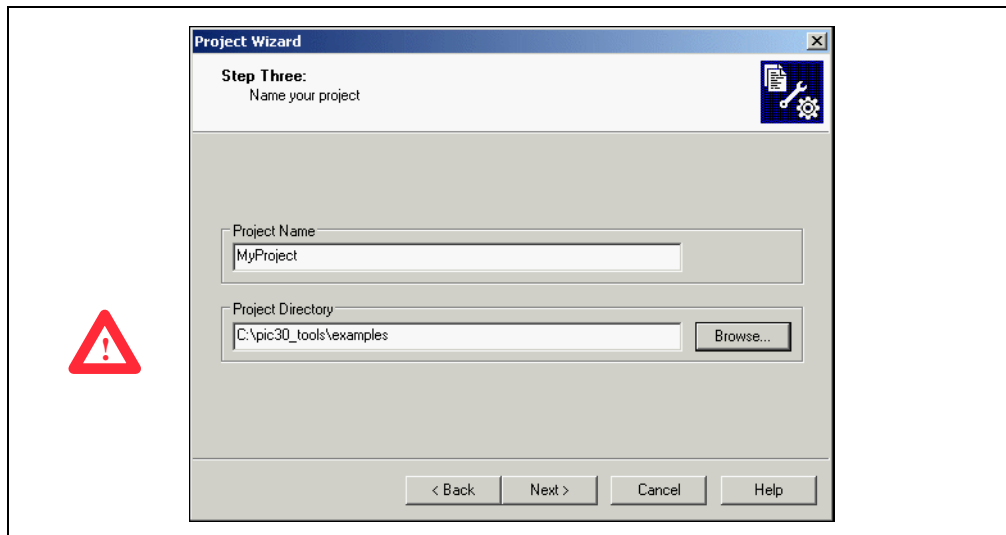 Project Wizard
Step Three:
Name your project
Project Name
MyProject
Project Directory
C:\pic30_tools\examples
Browse...
!
< Back Next > Cancel Help